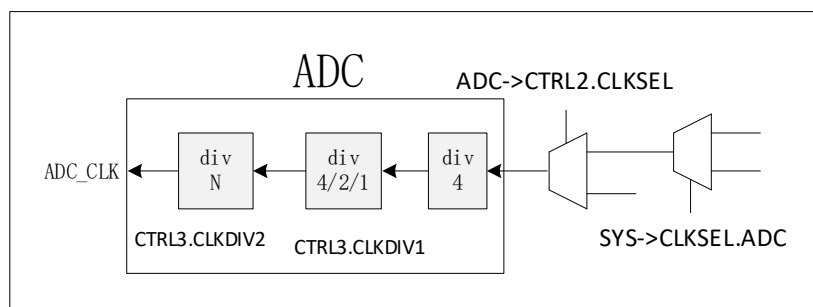 ADC
ADC->CTRL2.CLKSEL
ADC_CLK
div
N
div
4/2/1
div
4
CTRL3.CLKDIV2
CTRL3.CLKDIV1
SYS->CLKSEL.ADC